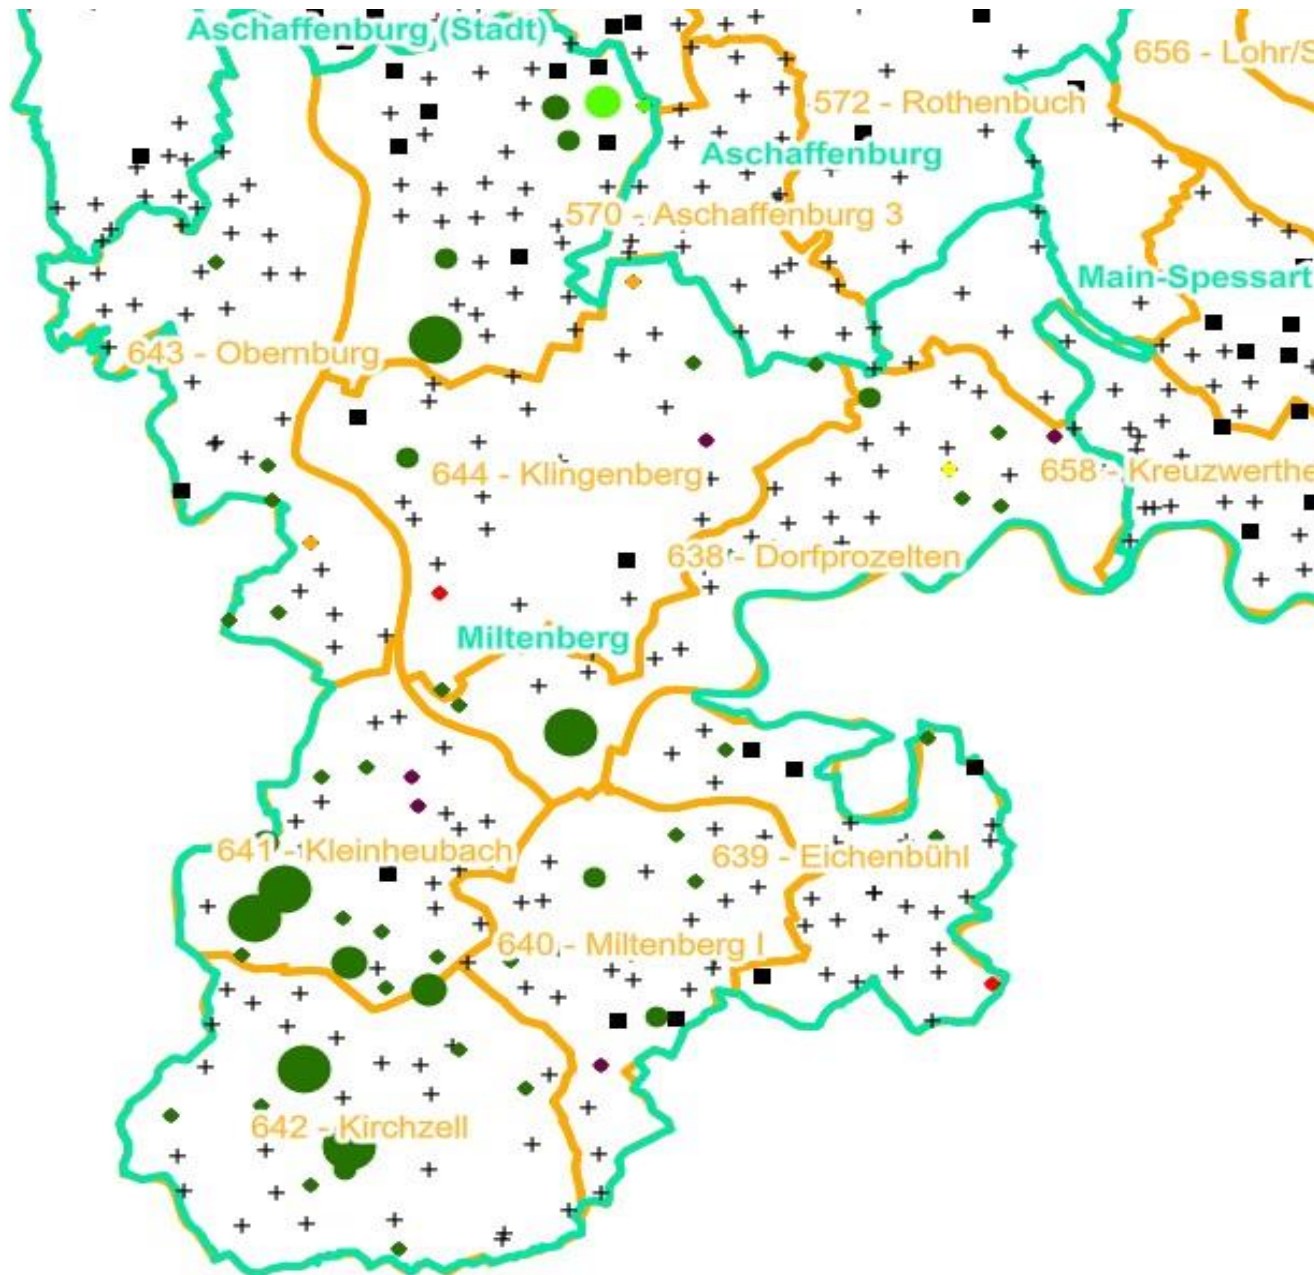 Aschaffenburg (Stadt)
656 - Lohr/S
572 - Rothenbuch
Aschaffenburg
570 - Aschaffenburg 3
Main-Spessart
643 - Obernburg
644 - Klingenberg
658 - Kreuzwerthe
638 - Dorfprozelten
Miltenberg
641 - Kleinheubach
639 - Eichenbühl
640 - Miltenberg I
642 - Kirchzell